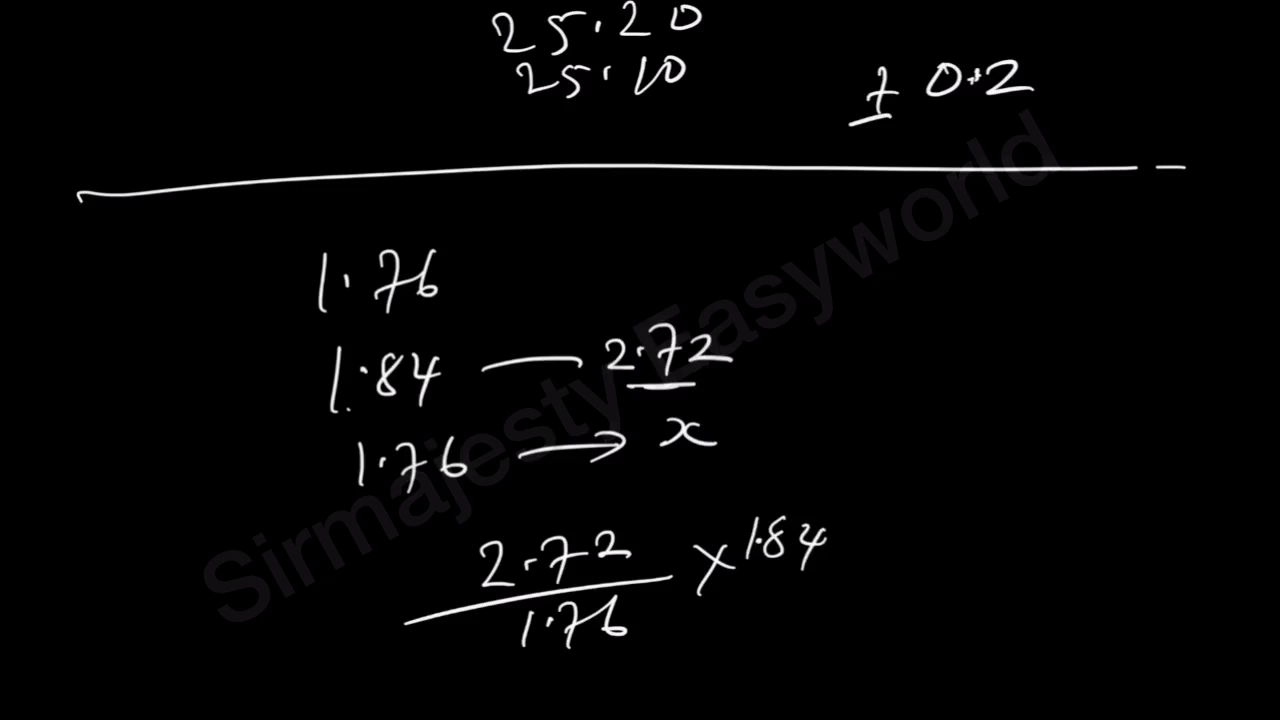 25.20
25.10
± 0.2
1.76
1.84 — 2.72
1.76 → x
2.72 / 1.76 × 1.84
Sirmajesty Easyworld